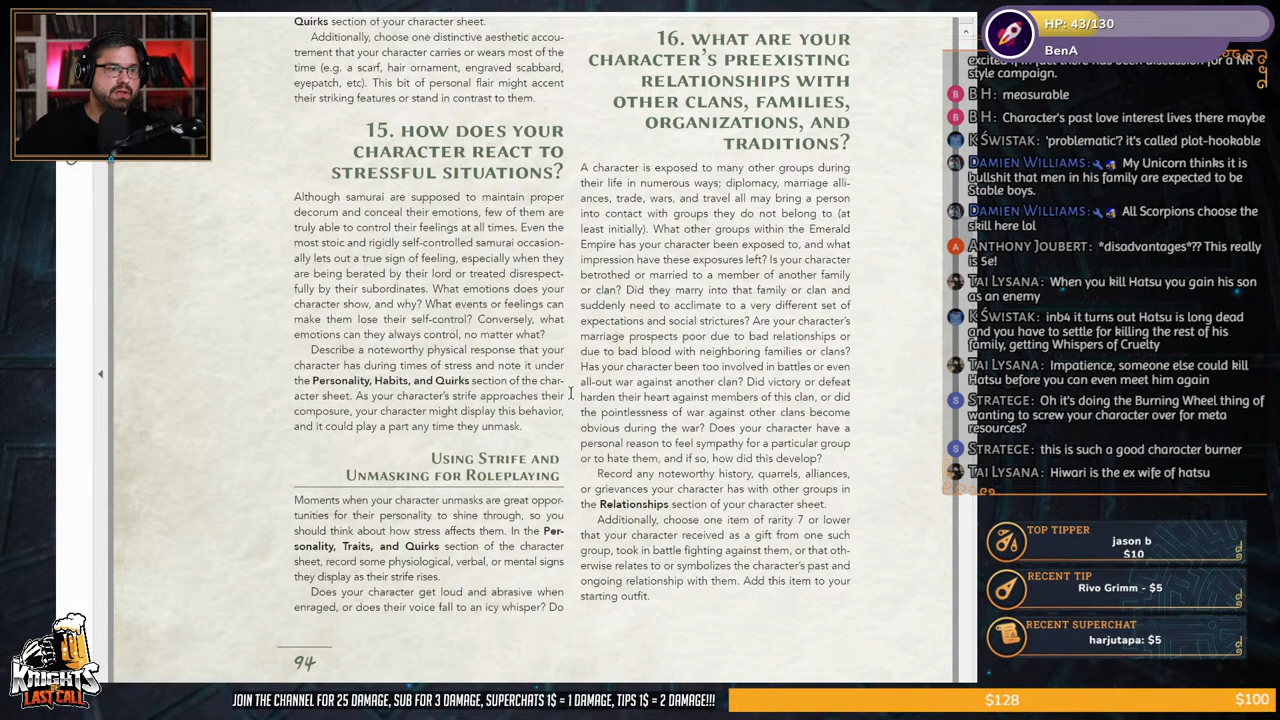 Quirks section of your character sheet.
Additionally, choose one distinctive aesthetic accou-
trement that your character carries or wears most of the
time (e.g. a scarf, hair ornament, engraved scabbard,
eyepatch, etc). This bit of personal flair might accent
their striking features or stand in contrast to them.
15. HOW DOES YOUR
CHARACTER REACT TO
STRESSFUL SITUATIONS?
Although samurai are supposed to maintain proper
decorum and conceal their emotions, few of them are
truly able to control their feelings at all times. Even the
most stoic and rigidly self-controlled samurai occasion-
ally lets out a true sign of feeling, especially when they
are being berated by their lord or treated disrespect-
fully by their subordinates. What emotions does your
character show, and why? What events or feelings can
make them lose their self-control? Conversely, what
emotions can they always control, no matter what?
Describe a noteworthy physical response that your
character has during times of stress and note it under
the Personality, Habits, and Quirks section of the char-
acter sheet. As your character's strife approaches their
composure, your character might display this behavior,
and it could play a part any time they unmask.
USING STRIFE AND
UNMASKING FOR ROLEPLAYING
Moments when your character unmasks are great oppor-
tunities for their personality to shine through, so you
should think about how stress affects them. In the Per-
sonality, Traits, and Quirks section of the character
sheet, record some physiological, verbal, or mental signs
they display as their strife rises.
Does your character get loud and abrasive when
enraged, or does their voice fall to an icy whisper? Do
94
16. WHAT ARE YOUR
CHARACTER'S PREEXISTING
RELATIONSHIPS WITH
OTHER CLANS, FAMILIES,
ORGANIZATIONS, AND
TRADITIONS?
A character is exposed to many other groups during
their life in numerous ways; diplomacy, marriage alli-
ances, trade, wars, and travel all may bring a person
into contact with groups they do not belong to (at
least initially). What other groups within the Emerald
Empire has your character been exposed to, and what
impression have these exposures left? Is your character
betrothed or married to a member of another family
or clan? Did they marry into that family or clan and
suddenly need to acclimate to a very different set of
expectations and social strictures? Are your character's
marriage prospects poor due to bad relationships or
due to bad blood with neighboring families or clans?
Has your character been too involved in battles or even
all-out war against another clan? Did victory or defeat
harden their heart against members of this clan, or did
the pointlessness of war against other clans become
obvious during the war? Does your character have a
personal reason to feel sympathy for a particular group
or to hate them, and if so, how did this develop?
Record any noteworthy history, quarrels, alliances,
or grievances your character has with other groups in
the Relationships section of your character sheet.
Additionally, choose one item of rarity 7 or lower
that your character received as a gift from one such
group, took in battle fighting against them, or that oth-
erwise relates to or symbolizes the character's past and
ongoing relationship with them. Add this item to your
starting outfit.
HP: 43/130
BenA
style campaign.
B H: measurable
B H: Character's past love interest lives there maybe
K ŚWISTAK: 'problematic'? it's called plot-hookable
DAMIEN WILLIAMS: My Unicorn thinks it is
bullshit that men in his family are expected to be
Stable boys.
DAMIEN WILLIAMS: All Scorpions choose the
skill here lol
ANTHONY JOUBERT: *disadvantages*?? This really
is 5e!
TAI LYSANA: When you kill Hatsu you gain his son
as an enemy
K ŚWISTAK: inb4 it turns out Hatsu is long dead
and you have to settle for killing the rest of his
family, getting Whispers of Cruelty
TAI LYSANA: Impatience, someone else could kill
Hatsu before you can even meet him again
STRATEGE: Oh it's doing the Burning Wheel thing of
wanting to screw your character over for meta
resources?
STRATEGE: this is such a good character burner
TAI LYSANA: Hiwari is the ex wife of hatsu
TOP TIPPER
jason b
$10
RECENT TIP
Rivo Grimm - $5
RECENT SUPERCHAT
harjutapa: $5
KNIGHTS
LAST CALL
JOIN THE CHANNEL FOR 25 DAMAGE, SUB FOR 3 DAMAGE, SUPERCHATS 1$ = 1 DAMAGE, TIPS 1$ = 2 DAMAGE!!!
$128
$100